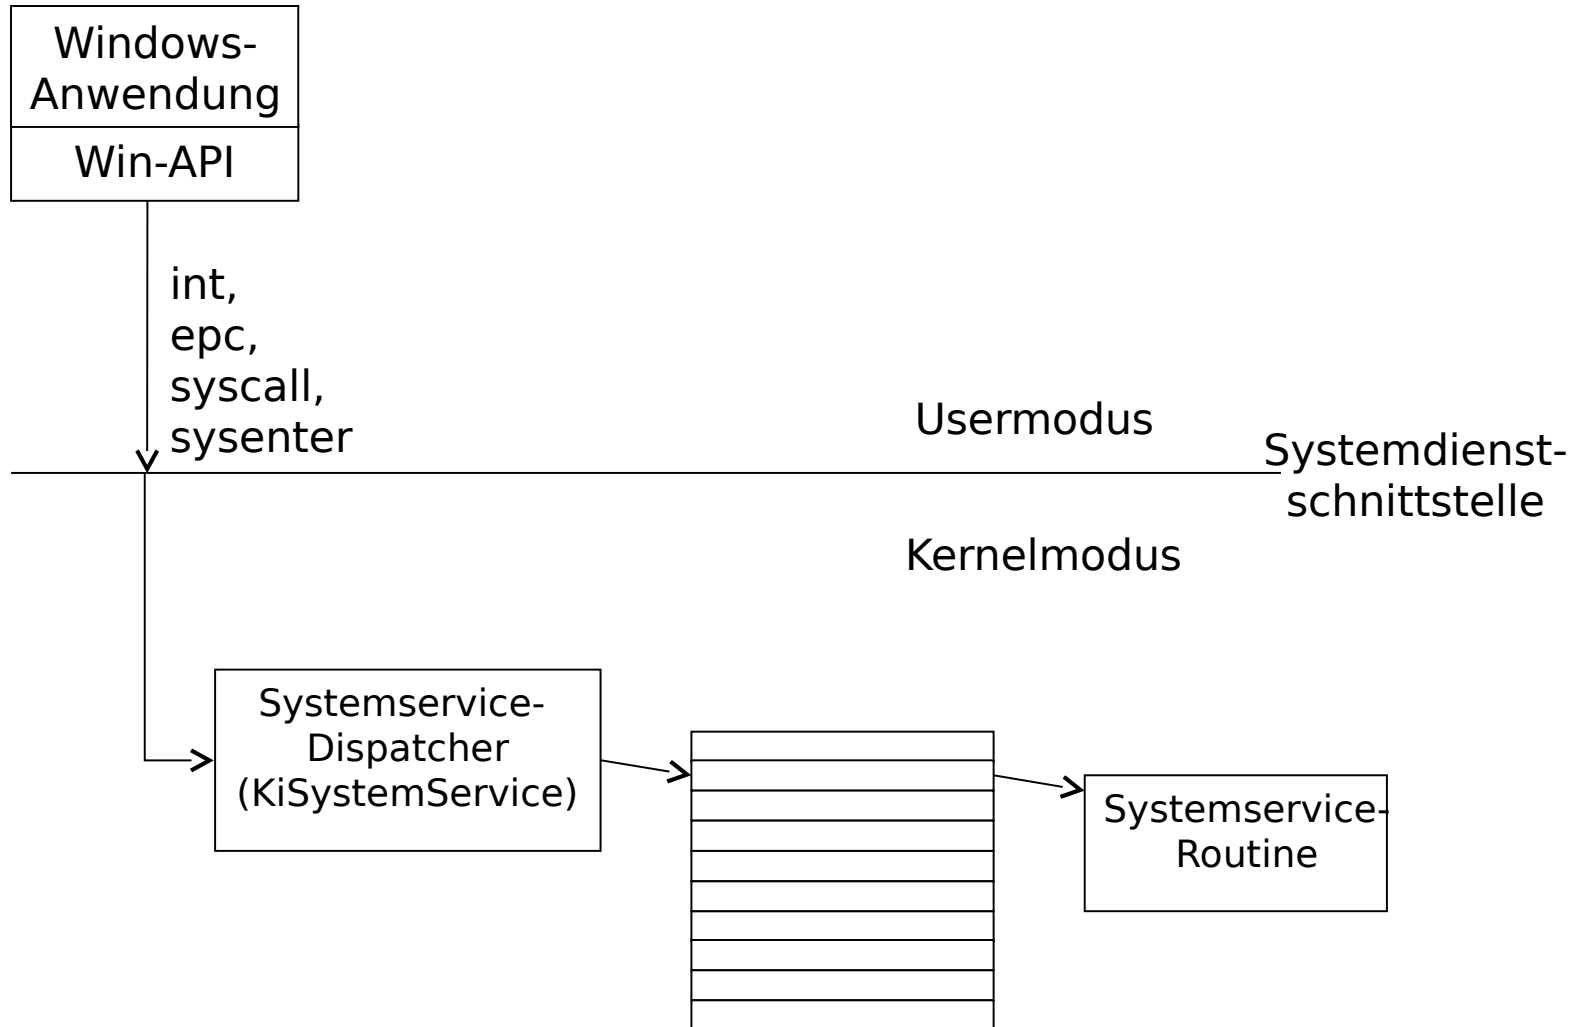 Windows-
Anwendung
Win-API
int,
epc,
syscall,
sysenter
Usermodus
Systemdienst-
schnittstelle
Kernelmodus
Systemservice-
Dispatcher
(KiSystemService)
Systemservice-
Routine